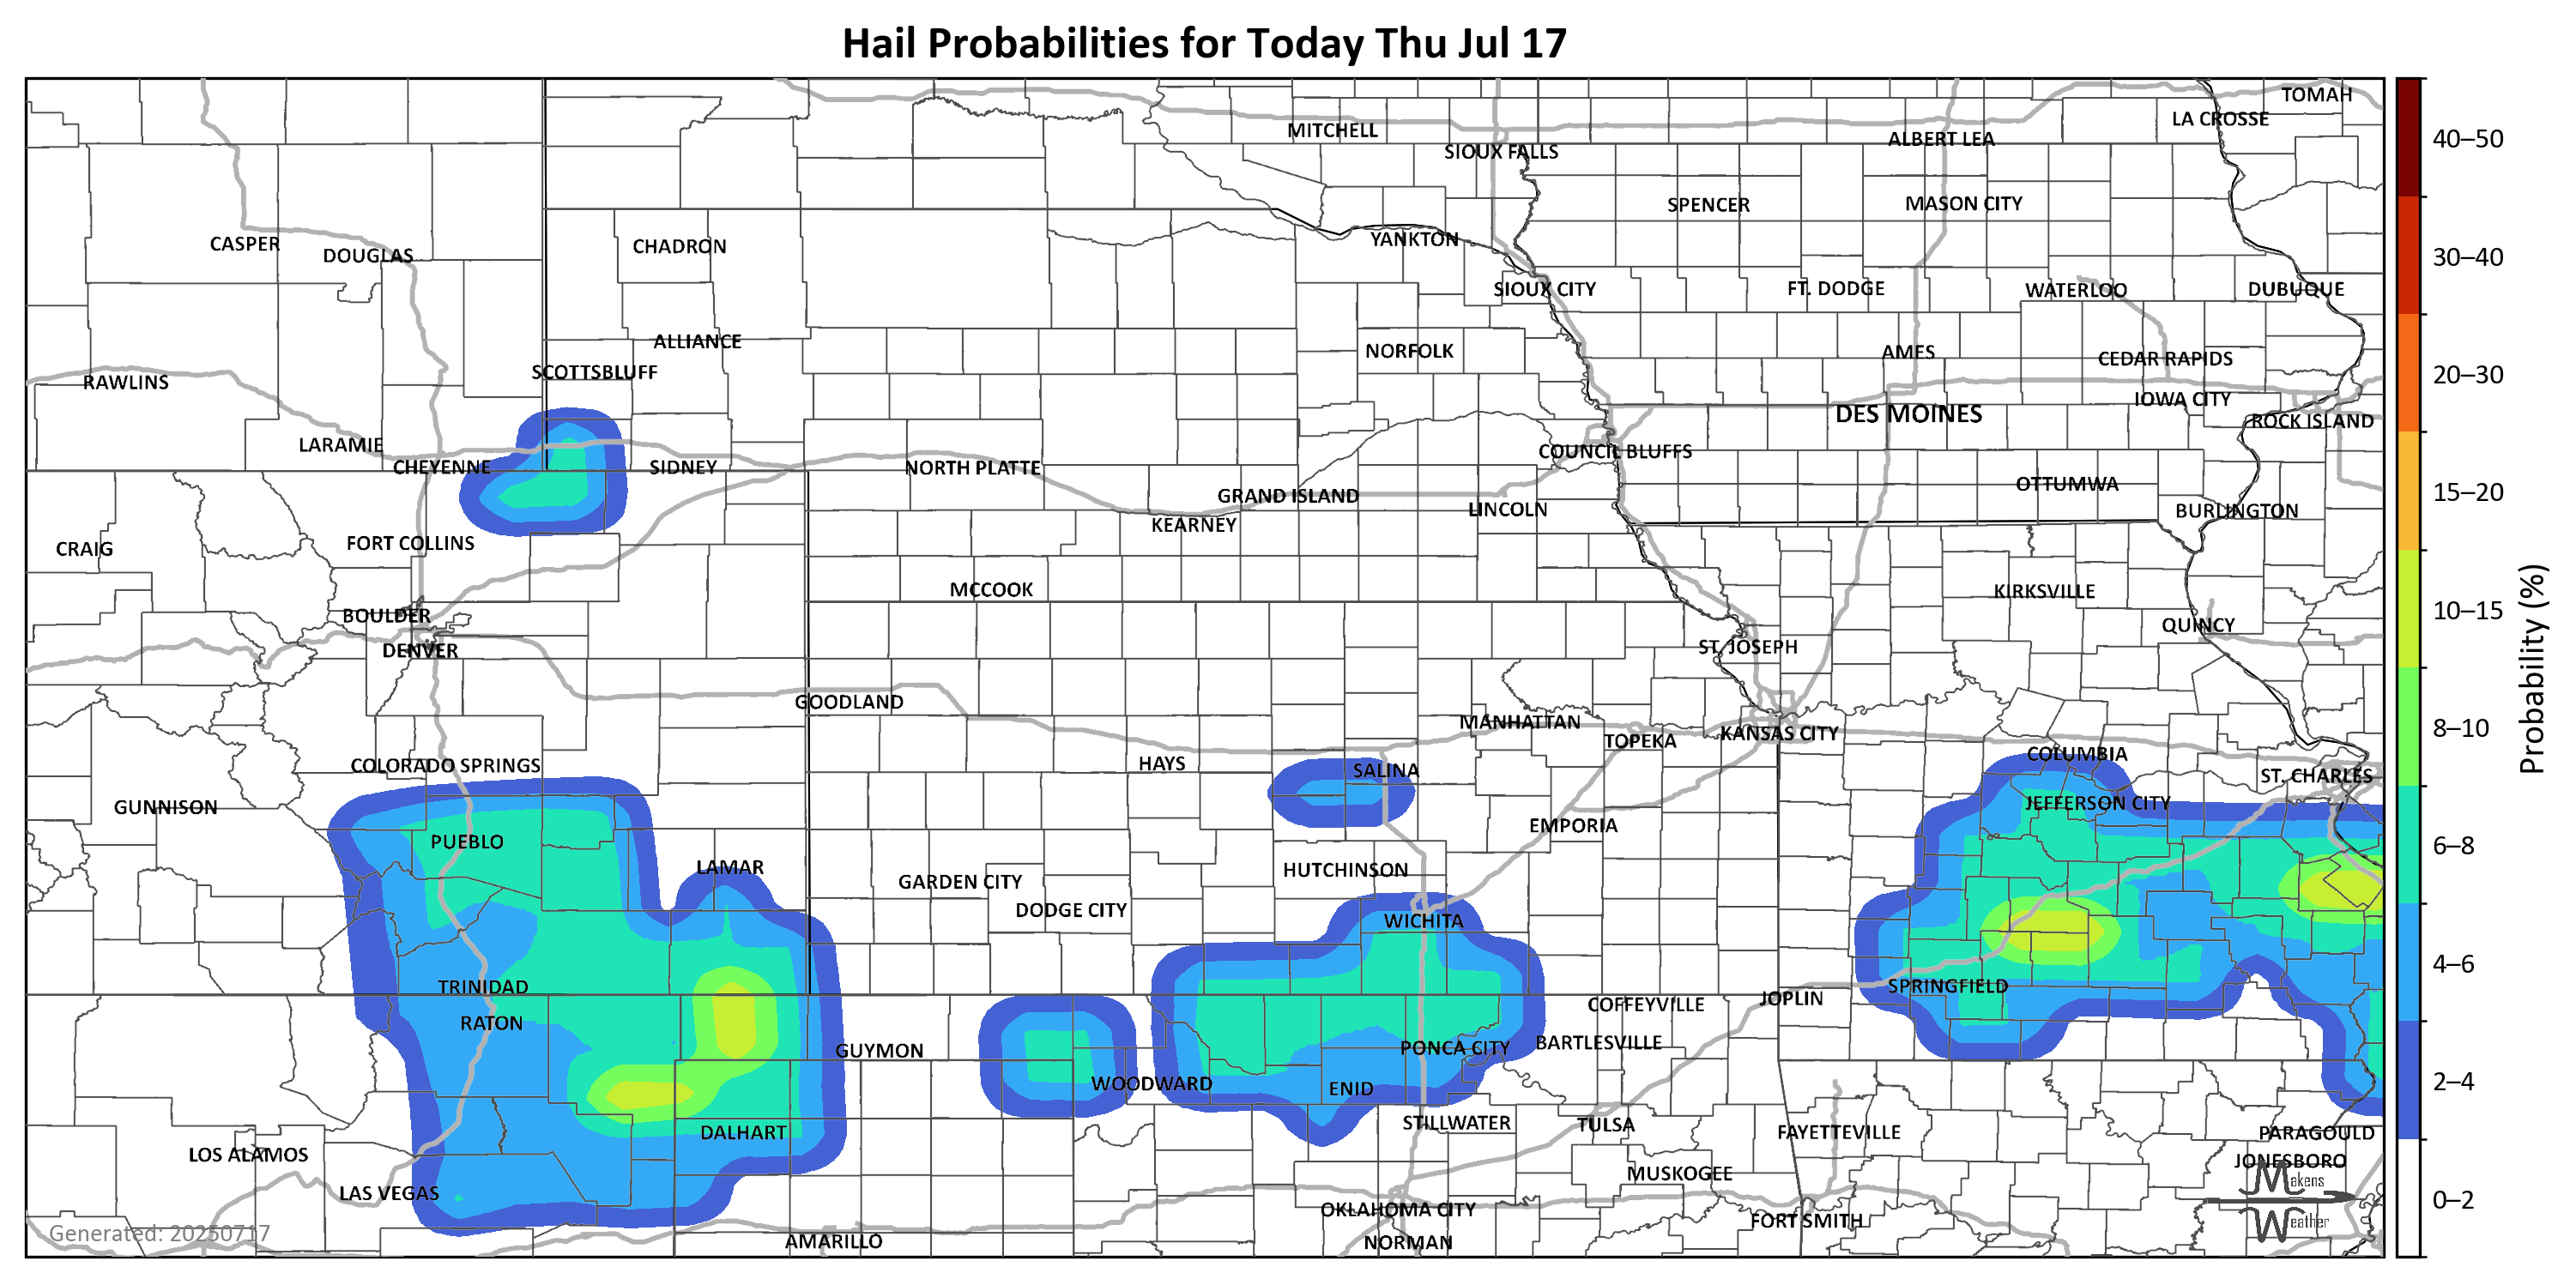 Hail Probabilities for Today Thu Jul 17
TOMAH
LA CROSSE
MITCHELL
ALBERT LEA
SIOUX FALLS
SPENCER
MASON CITY
YANKTON
CASPER
CHADRON
DOUGLAS
SIOUX CITY
FT. DODGE
WATERLOO
DUBUQUE
ALLIANCE
NORFOLK
AMES
CEDAR RAPIDS
SCOTTSBLUFF
RAWLINS
IOWA CITY
DES MOINES
ROCK ISLAND
LARAMIE
COUNCIL BLUFFS
CHEYENNE
SIDNEY
NORTH PLATTE
OTTUMWA
GRAND ISLAND
LINCOLN
BURLINGTON
KEARNEY
CRAIG
FORT COLLINS
MCCOOK
KIRKSVILLE
BOULDER
QUINCY
DENVER
ST. JOSEPH
GOODLAND
MANHATTAN
TOPEKA
KANSAS CITY
COLUMBIA
COLORADO SPRINGS
HAYS
SALINA
ST. CHARLES
GUNNISON
JEFFERSON CITY
EMPORIA
PUEBLO
LAMAR
HUTCHINSON
GARDEN CITY
DODGE CITY
WICHITA
TRINIDAD
SPRINGFIELD
JOPLIN
COFFEYVILLE
RATON
GUYMON
PONCA CITY
BARTLESVILLE
WOODWARD
ENID
STILLWATER
TULSA
DALHART
FAYETTEVILLE
PARAGOULD
LOS ALAMOS
JONESBORO
MUSKOGEE
LAS VEGAS
OKLAHOMA CITY
FORT SMITH
AMARILLO
NORMAN
Generated: 20250717
Makens
Weather
40–50
30–40
20–30
15–20
10–15
8–10
6–8
4–6
2–4
0–2
Probability (%)